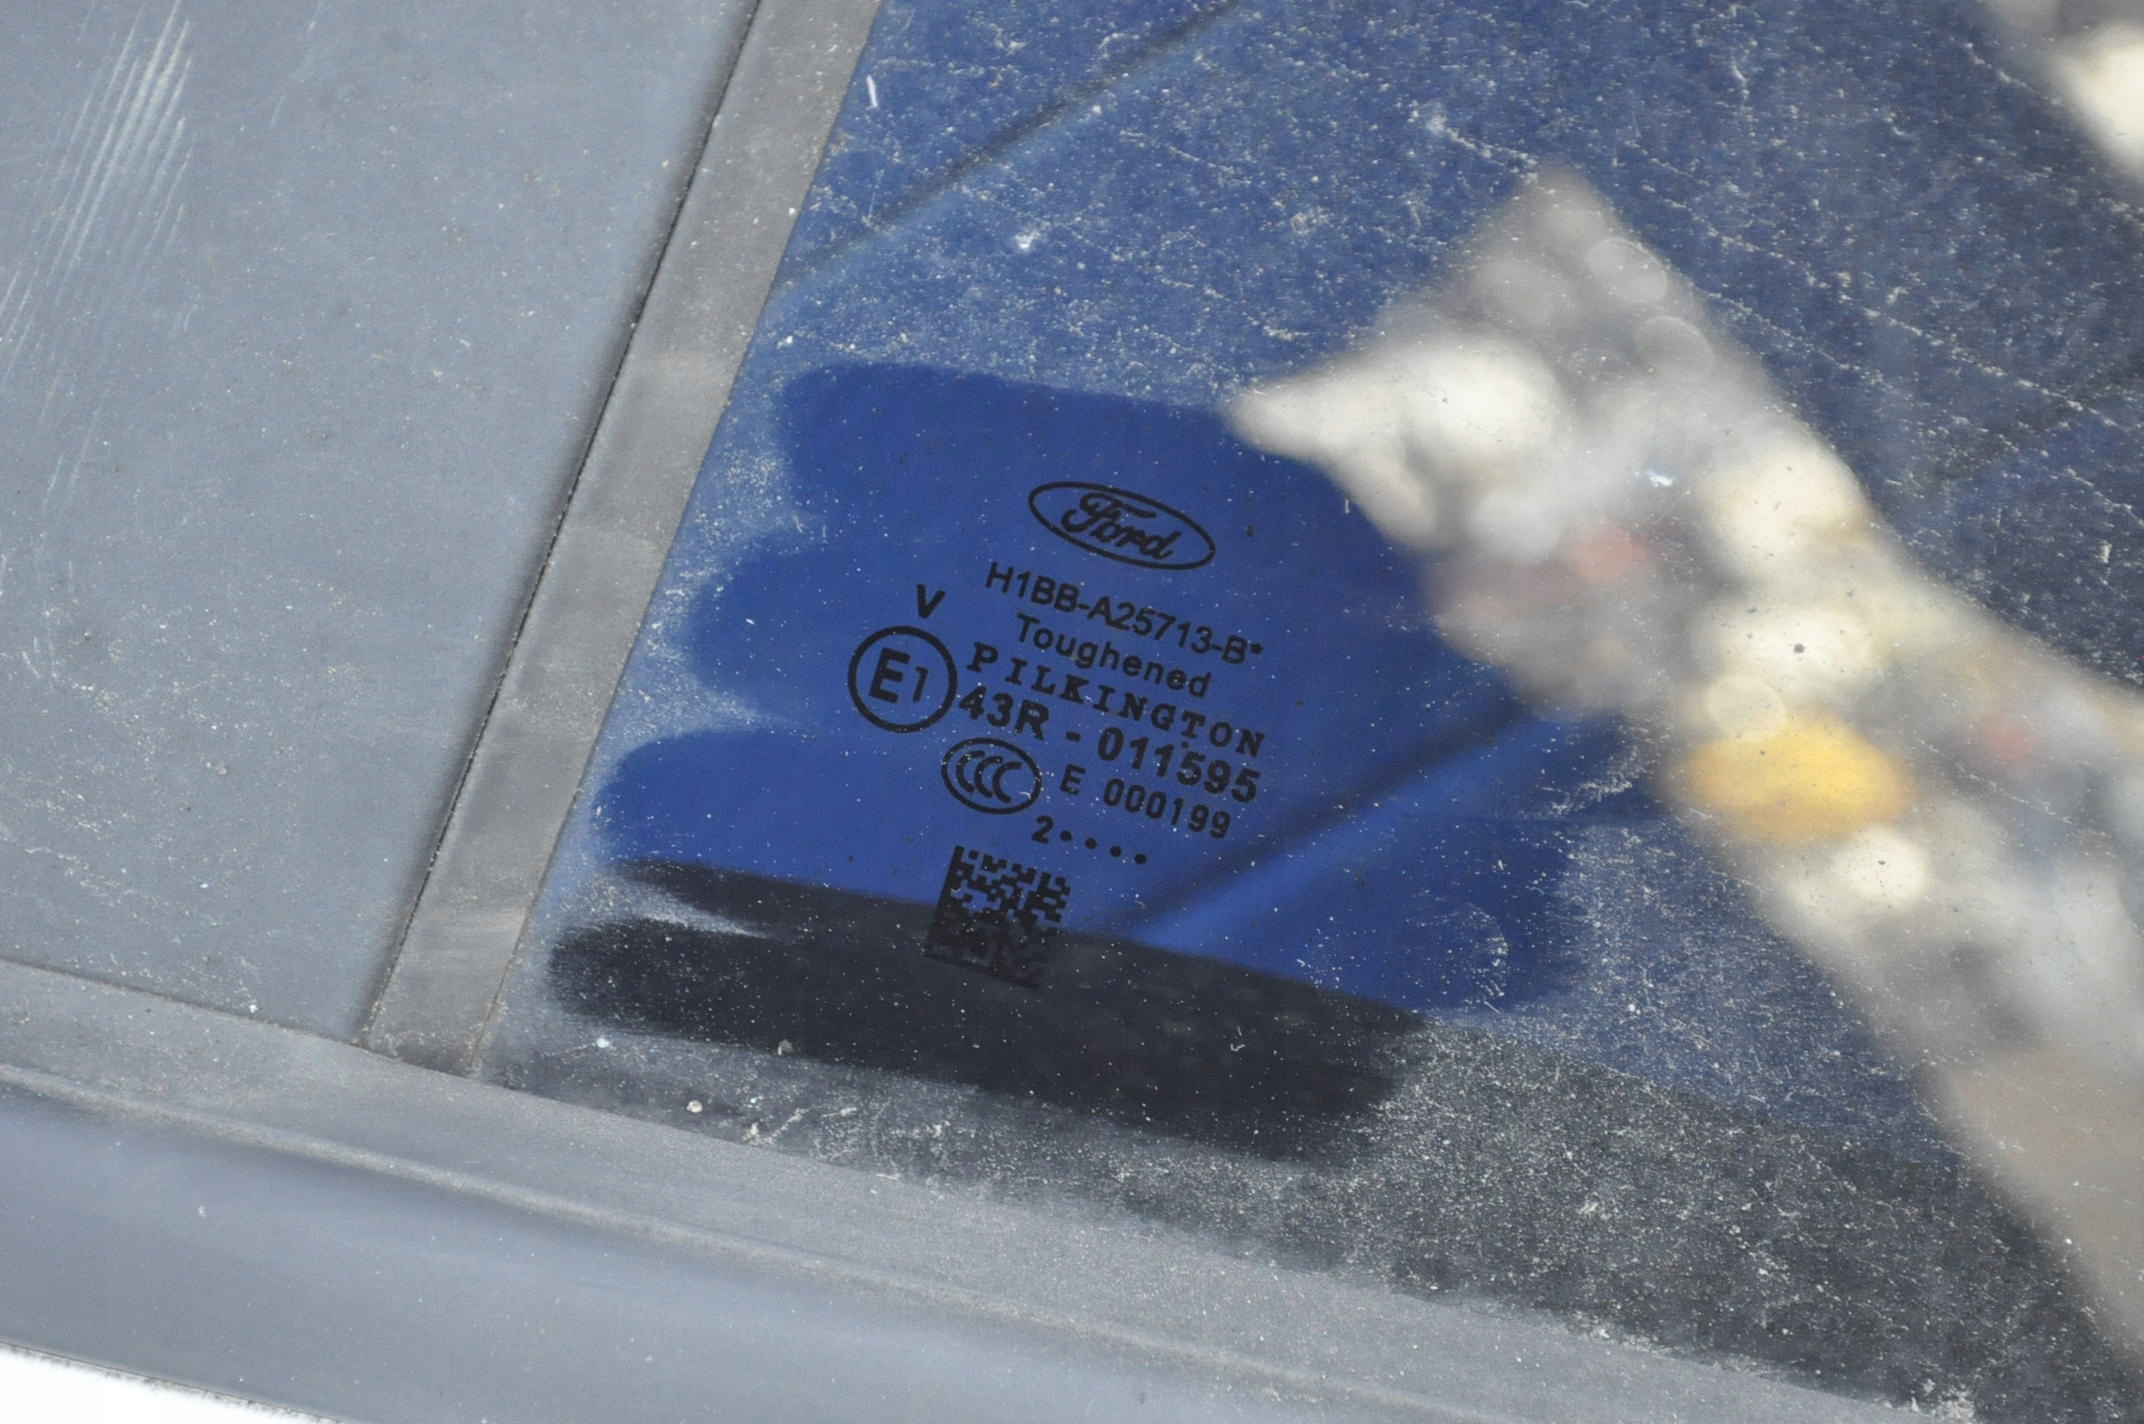 Ford
H1BB-A25713-B*
V
Toughened
PILKINGTON
E1
43R - 011595
CCC E 000199
2••••